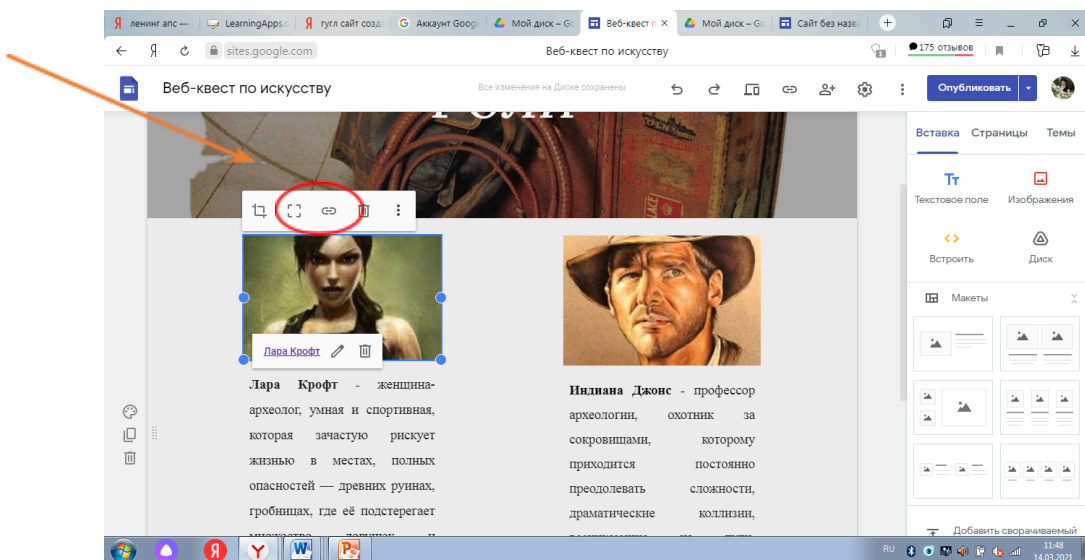 ленинг апс —
LearningApps.c
гугл сайт созд
Аккаунт Googl
Мой диск – Go
Веб-квест п
Мой диск – Go
Сайт без назва
sites.google.com
Веб-квест по искусству
175 отзывов
Веб-квест по искусству
Все изменения на Диске сохранены
Опубликовать
РОЛИ
Вставка Страницы Темы
Текстовое поле Изображения
Встроить Диск
Макеты
Лара Крофт
Лара Крофт - женщина-
археолог, умная и спортивная,
которая зачастую рискует
жизнью в местах, полных
опасностей — древних руинах,
гробницах, где её подстерегает
Индиана Джонс - профессор
археологии, охотник за
сокровищами, которому
приходится постоянно
преодолевать сложности,
драматические коллизии,
Добавить сворачиваемый
RU
11:48
14.03.2021